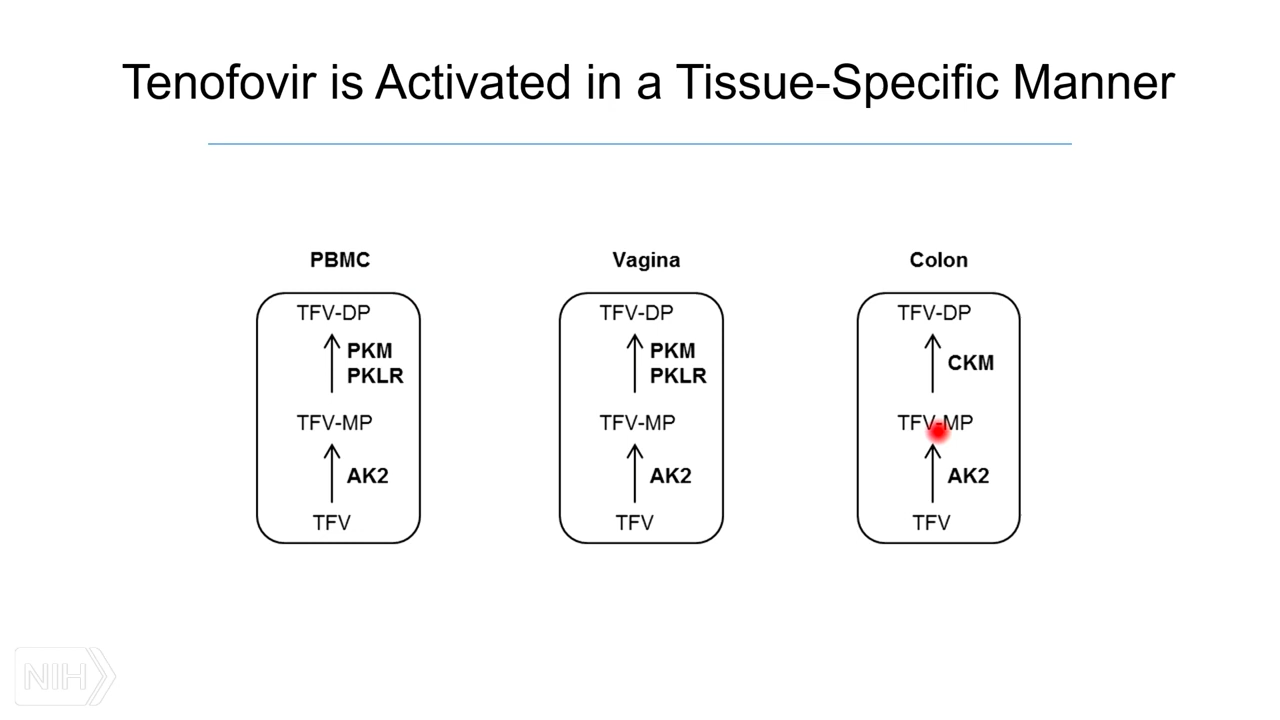 Tenofovir is Activated in a Tissue-Specific Manner
PBMC
TFV-DP
PKM
PKLR
TFV-MP
AK2
TFV
Vagina
TFV-DP
PKM
PKLR
TFV-MP
AK2
TFV
Colon
TFV-DP
CKM
TFV-MP
AK2
TFV
NIH